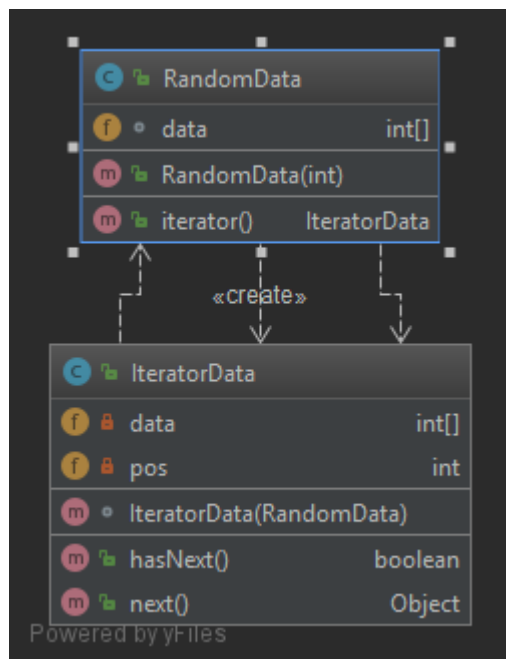 RandomData
data int[]
RandomData(int)
iterator() IteratorData
«create»
IteratorData
data int[]
pos int
IteratorData(RandomData)
hasNext() boolean
next() Object
Powered by yFiles